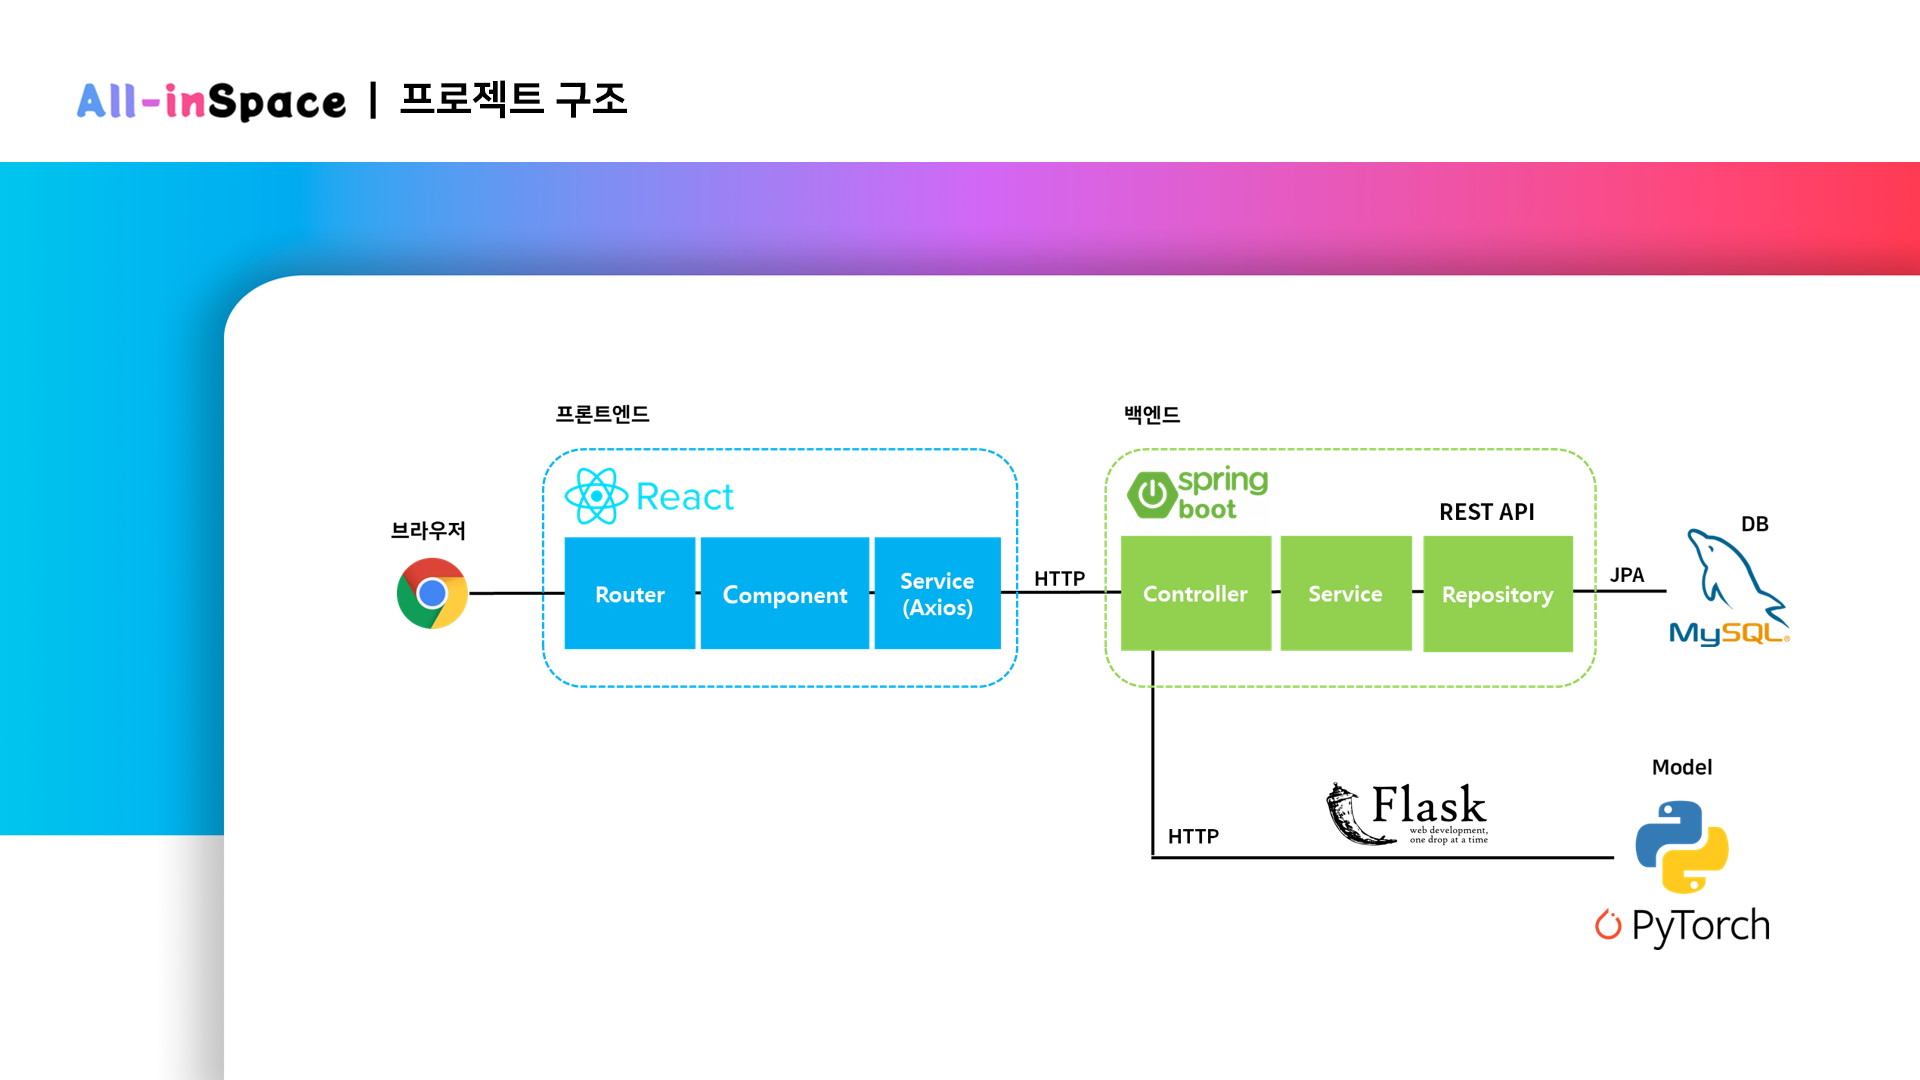 All-inSpace | 프로젝트 구조
프론트엔드
백엔드
React
spring
boot
REST API
DB
브라우저
Router
Component
Service
(Axios)
HTTP
Controller
Service
Repository
JPA
MySQL®
Model
Flask
web development,
one drop at a time
HTTP
PyTorch